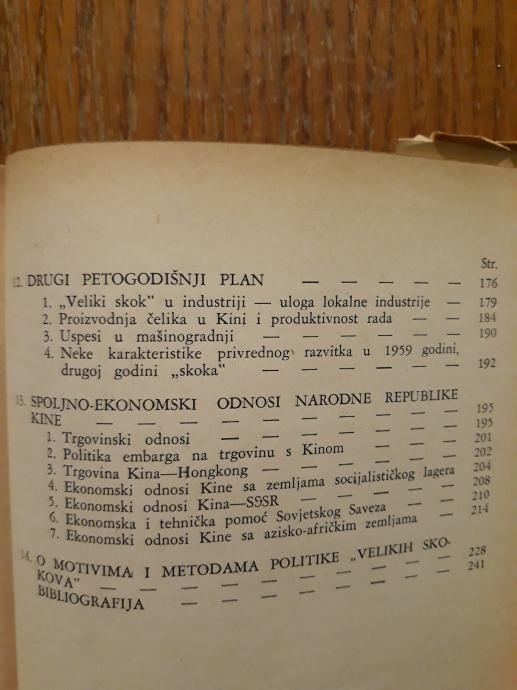 Str.
12. DRUGI PETOGODIŠNJI PLAN — — — — — 176
1. „Veliki skok" u industriji — uloga lokalne industrije — 179
2. Proizvodnja čelika u Kini i produktivnost rada — — 184
3. Uspesi u mašinogradnji — — — — — — 190
4. Neke karakteristike privrednog razvitka u 1959 godini,
drugoj godini „skoka" — — — — — — 192
13. SPOLJNO-EKONOMSKI ODNOSI NARODNE REPUBLIKE
KINE — — — — — — — — — — 195
1. Trgovinski odnosi — — — — — — — 195
2. Politika embarga na trgovinu s Kinom — — — 201
3. Trgovina Kina—Hongkong — — — — — 202
4. Ekonomski odnosi Kine sa zemljama socijalističkog lagera 204
5. Ekonomski odnosi Kina—SSSR — — — — 208
6. Ekonomska i tehnička pomoć Sovjetskog Saveza — — 210
7. Ekonomski odnosi Kine sa azisko-afričkim zemljama — 214
14. O MOTIVIMA I METODAMA POLITIKE „VELIKIH SKO-
KOVA" — — — — — — — — — 228
BIBLIOGRAFIJA — — — — — — — 241